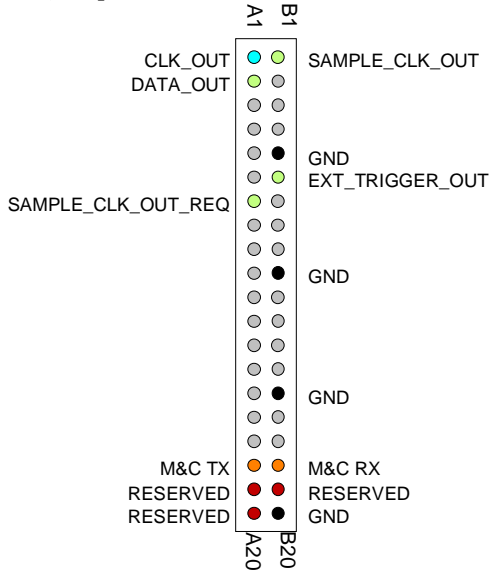 A1 B1
CLK_OUT SAMPLE_CLK_OUT
DATA_OUT
GND
EXT_TRIGGER_OUT
SAMPLE_CLK_OUT_REQ
GND
GND
M&C TX M&C RX
RESERVED RESERVED
RESERVED GND
A20 B20